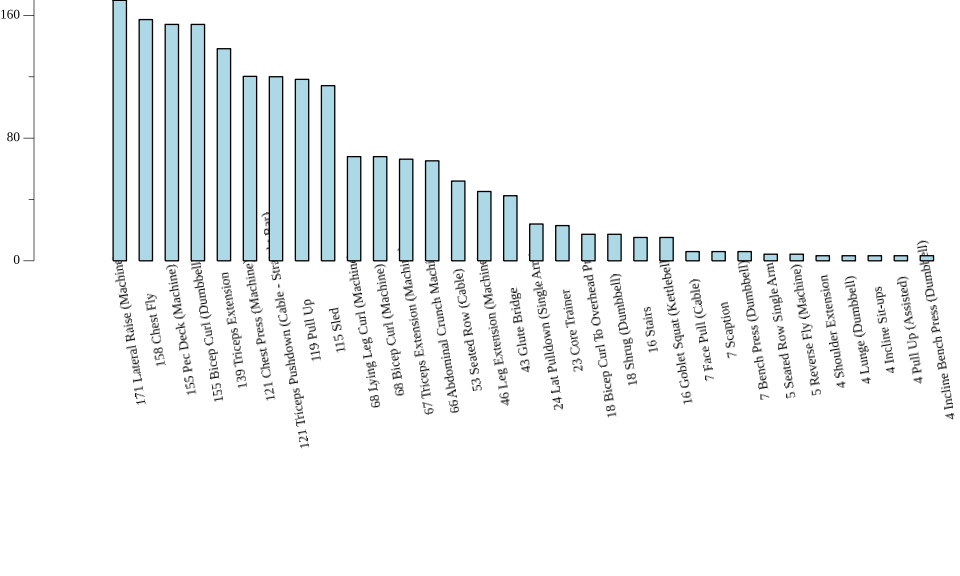 160
80
0
171 Lateral Raise (Machine
158 Chest Fly
155 Pec Deck (Machine)
155 Bicep Curl (Dumbbell
139 Triceps Extension
121 Chest Press (Machine
121 Triceps Pushdown (Cable - Stra Bar)
119 Pull Up
115 Sled
68 Lying Leg Curl (Machine
68 Bicep Curl (Machine)
67 Triceps Extension (Machin
66 Abdominal Crunch Machi
53 Seated Row (Cable)
46 Leg Extension (Machine
43 Glute Bridge
24 Lat Pulldown (Single Arm
23 Core Trainer
18 Bicep Curl To Overhead Pr
18 Shrug (Dumbbell)
16 Stairs
16 Goblet Squat (Kettlebell
7 Face Pull (Cable)
7 Scaption
7 Bench Press (Dumbbell)
5 Seated Row Single Arm
5 Reverse Fly (Machine)
4 Shoulder Extension
4 Lunge (Dumbbell)
4 Incline Sit-ups
4 Pull Up (Assisted)
4 Incline Bench Press (Dumbbell)